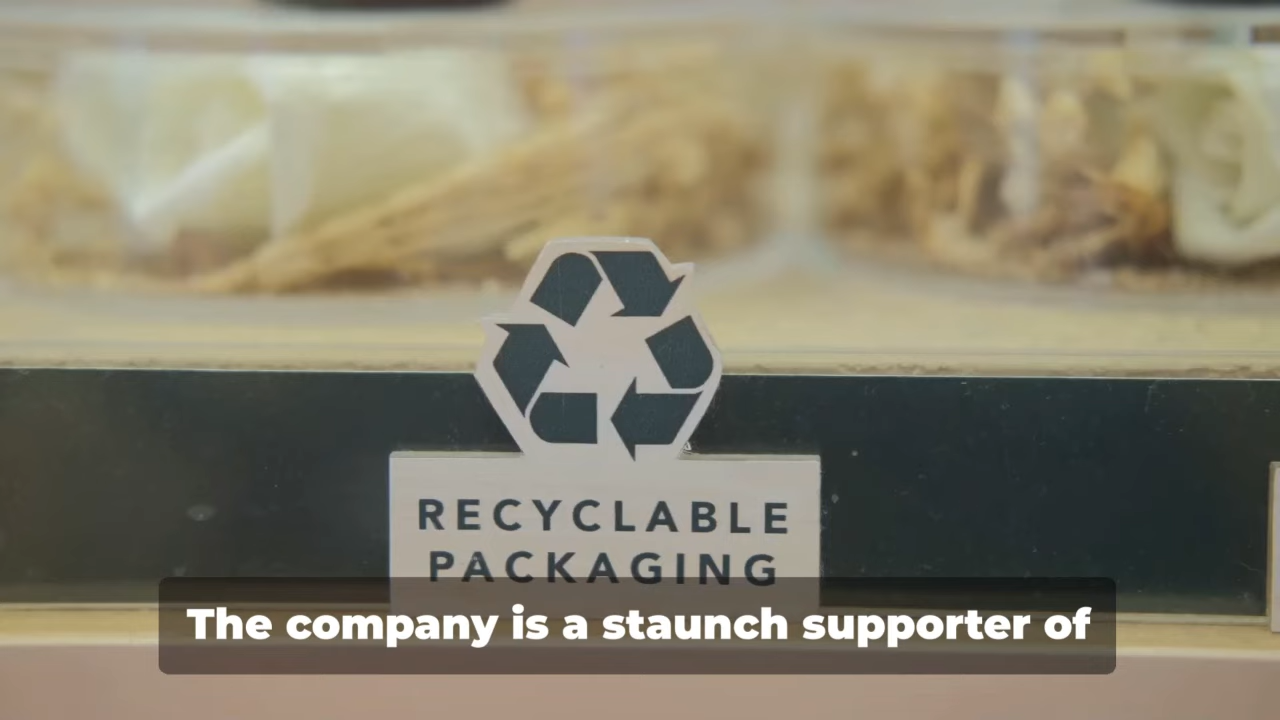 RECYCLABLE
PACKAGING
The company is a staunch supporter of